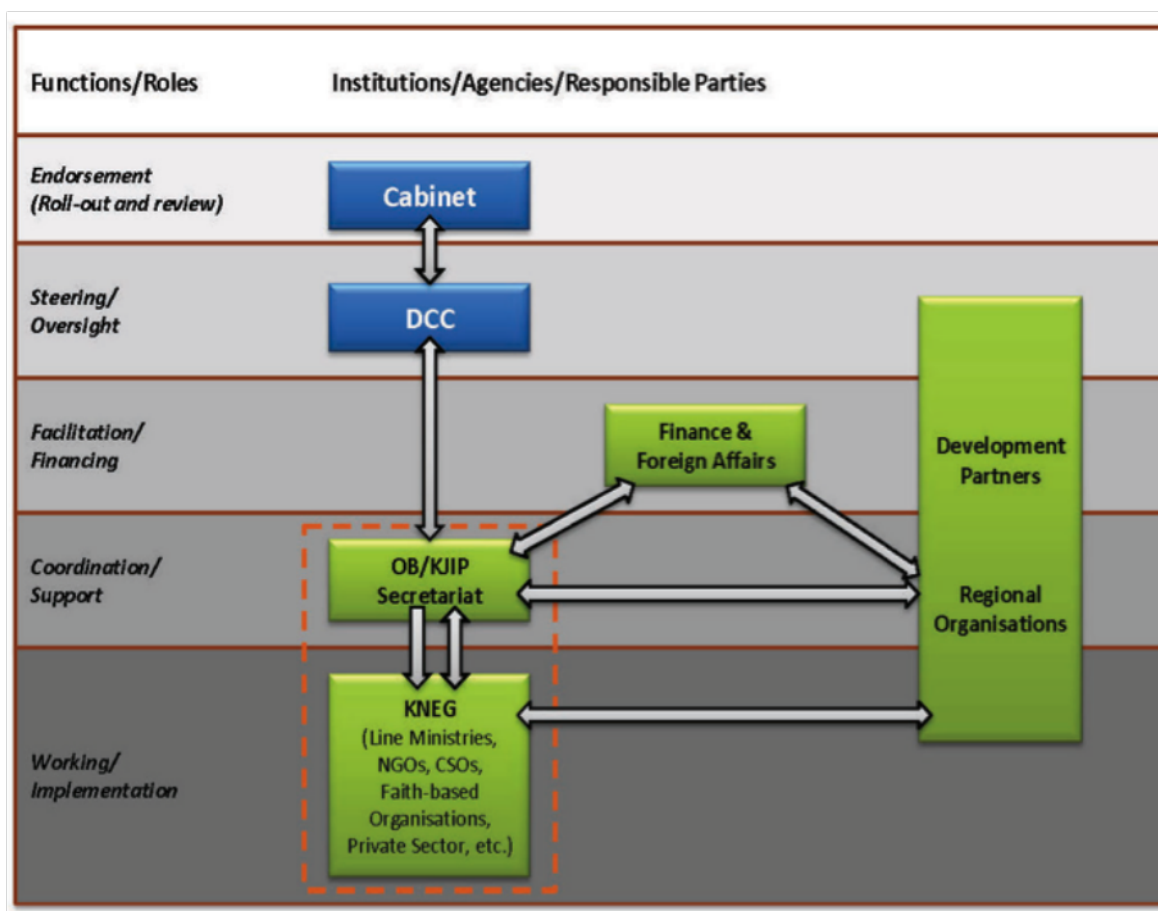 Functions/Roles
Institutions/Agencies/Responsible Parties
Endorsement
(Roll-out and review)
Cabinet
Steering/
Oversight
DCC
Facilitation/
Financing
Finance &
Foreign Affairs
Development
Partners
Coordination/
Support
OB/KJIP
Secretariat
Regional
Organisations
Working/
Implementation
KNEG
(Line Ministries,
NGOs, CSOs,
Faith-based
Organisations,
Private Sector, etc.)